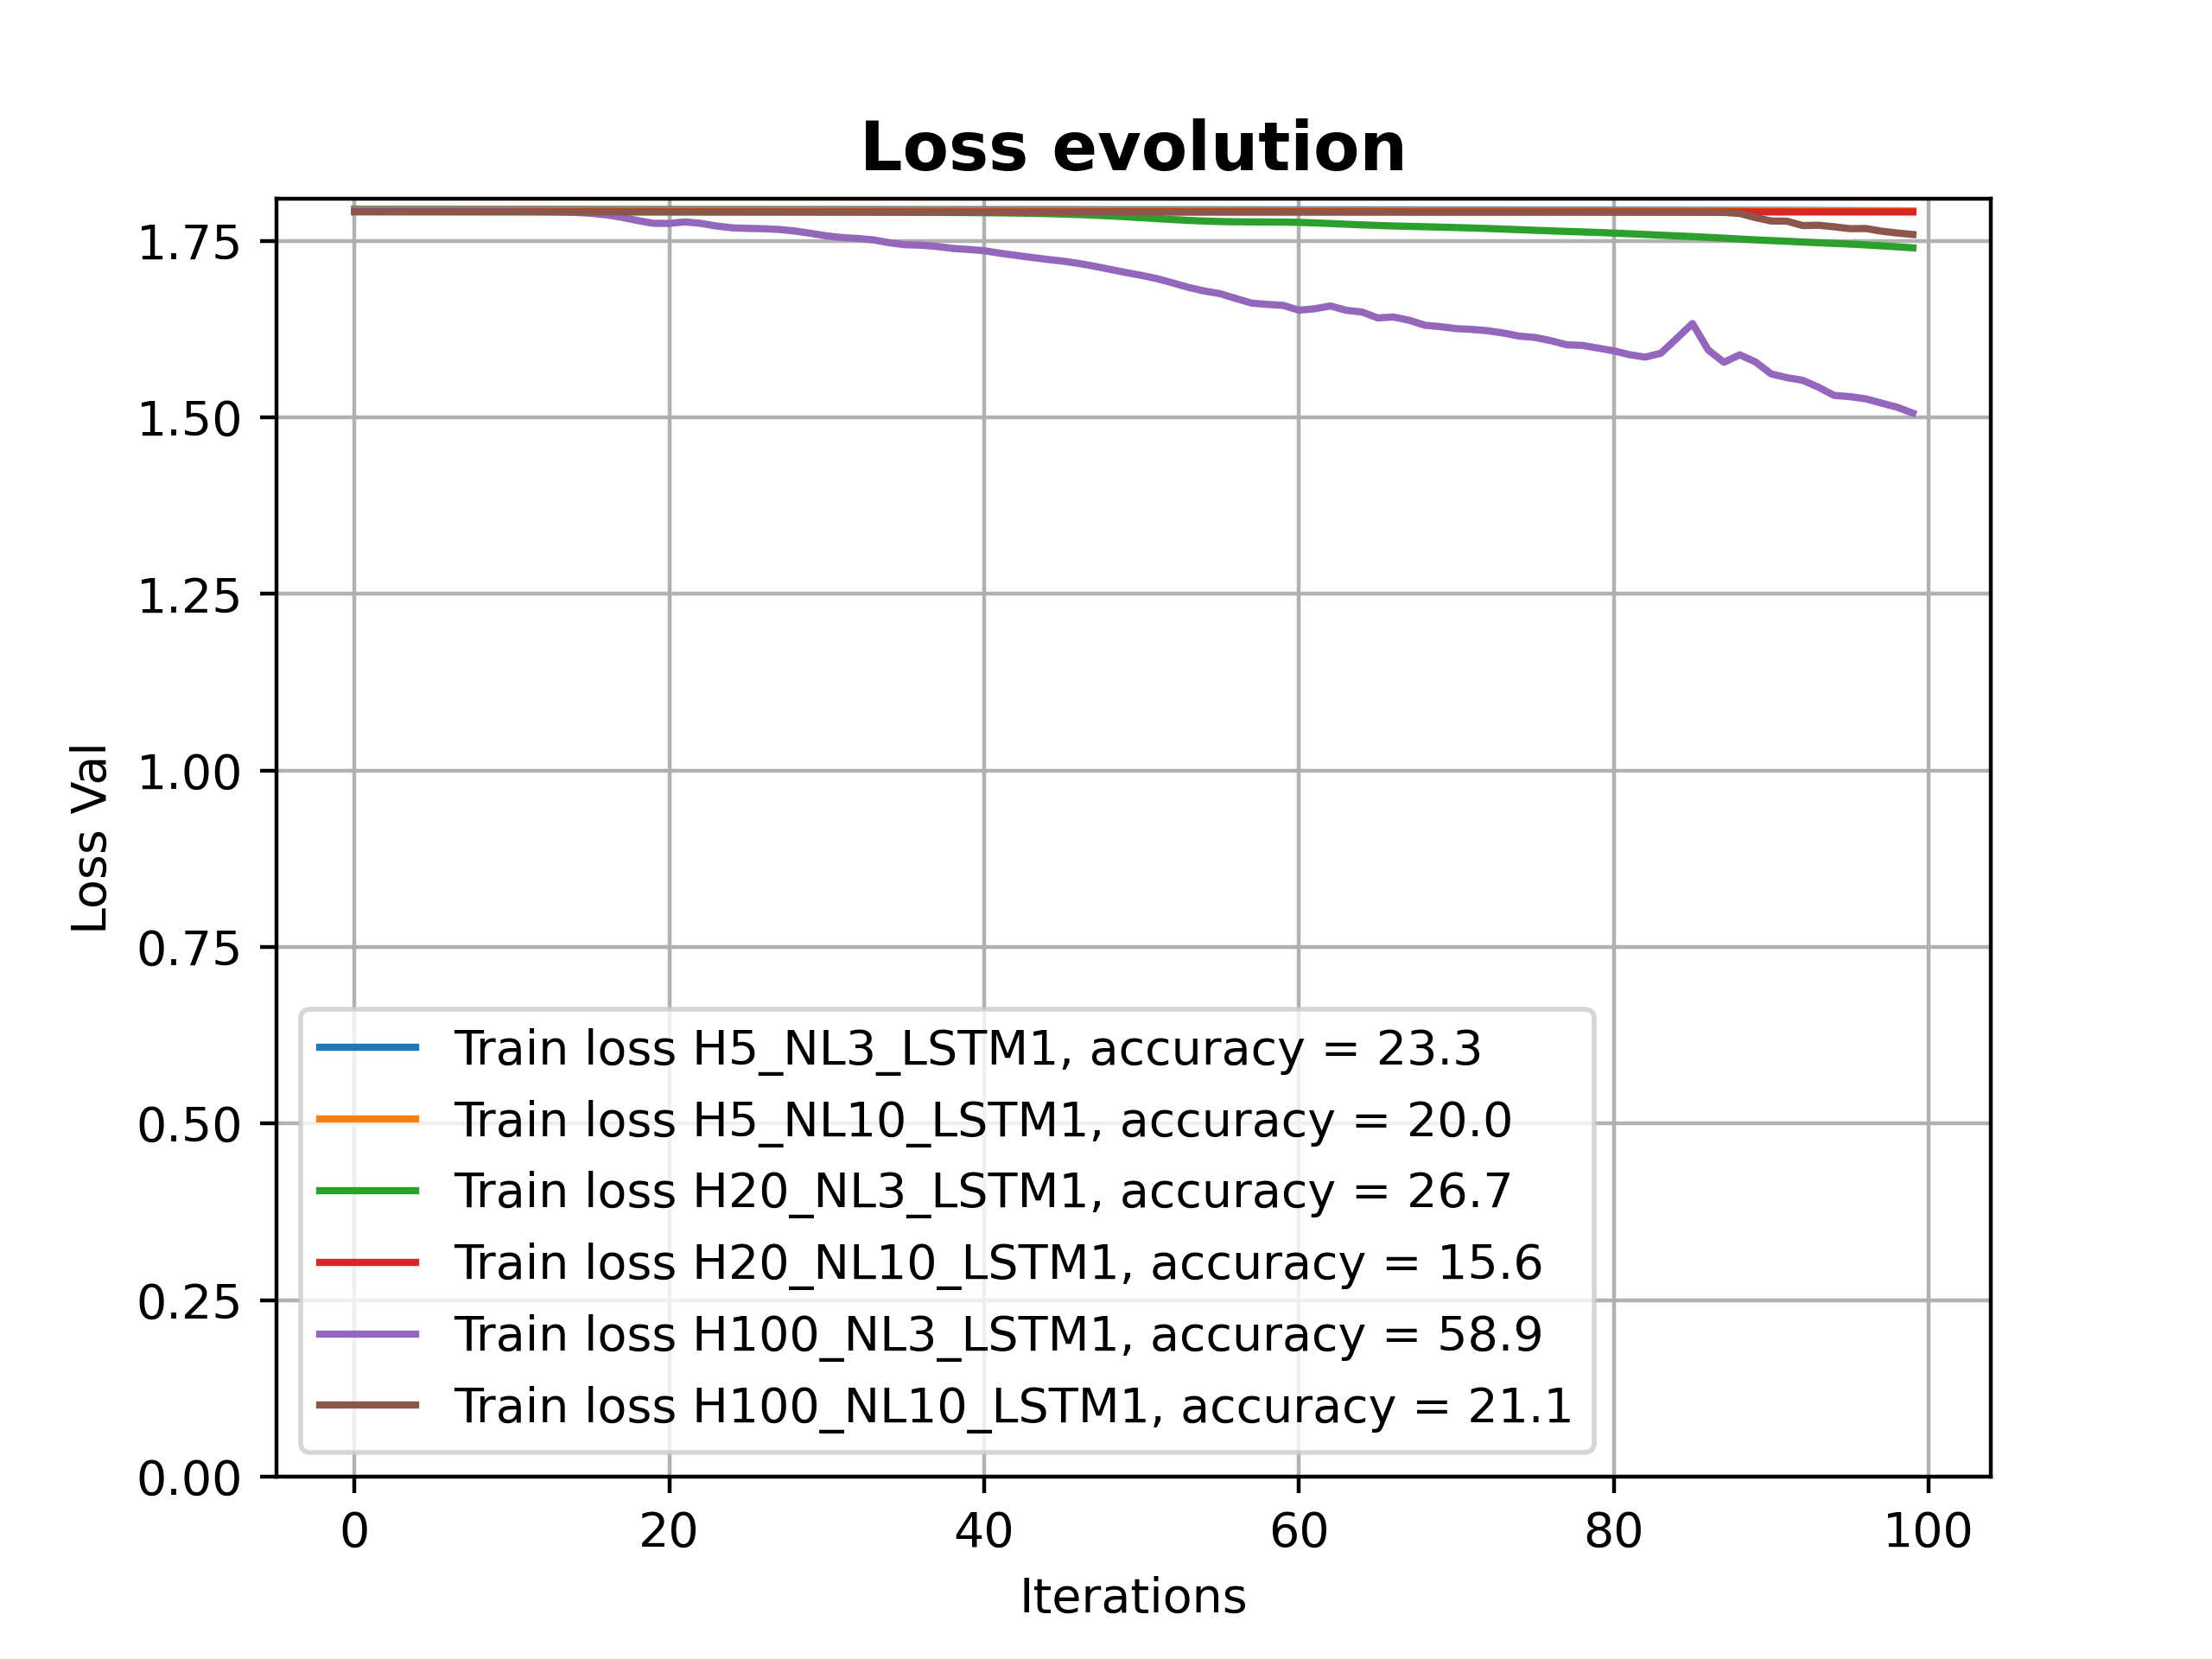 Loss evolution
1.75
1.50
1.25
1.00
0.75
0.50
0.25
0.00
Loss Val
Train loss H5_NL3_LSTM1, accuracy = 23.3
Train loss H5_NL10_LSTM1, accuracy = 20.0
Train loss H20_NL3_LSTM1, accuracy = 26.7
Train loss H20_NL10_LSTM1, accuracy = 15.6
Train loss H100_NL3_LSTM1, accuracy = 58.9
Train loss H100_NL10_LSTM1, accuracy = 21.1
0 20 40 60 80 100
Iterations